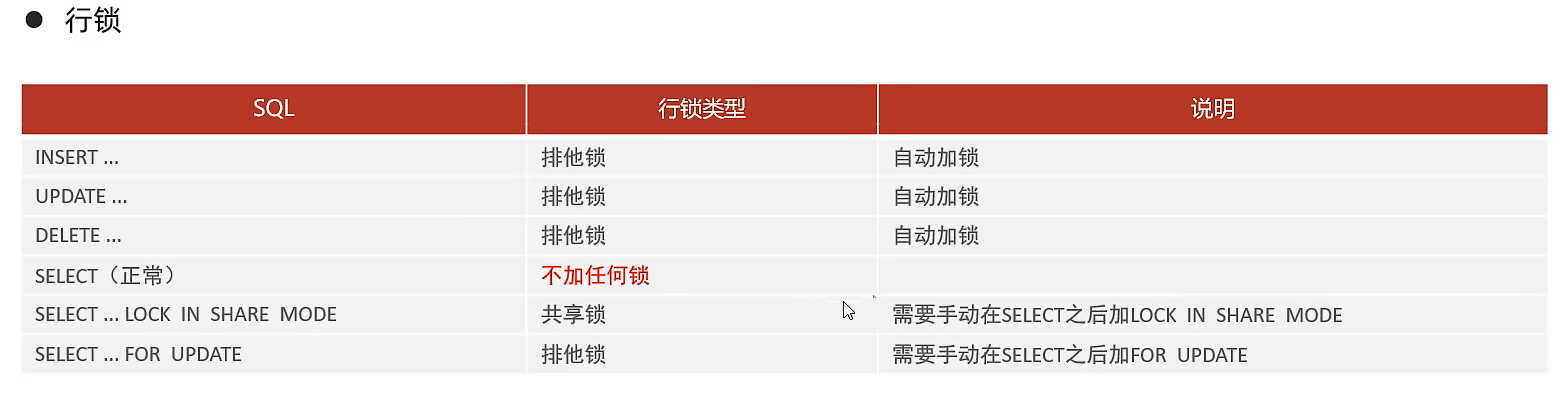 ● 行锁
SQL 行锁类型 说明
INSERT ... 排他锁 自动加锁
UPDATE ... 排他锁 自动加锁
DELETE ... 排他锁 自动加锁
SELECT（正常） 不加任何锁
SELECT ... LOCK IN SHARE MODE 共享锁 需要手动在SELECT之后加LOCK IN SHARE MODE
SELECT ... FOR UPDATE 排他锁 需要手动在SELECT之后加FOR UPDATE